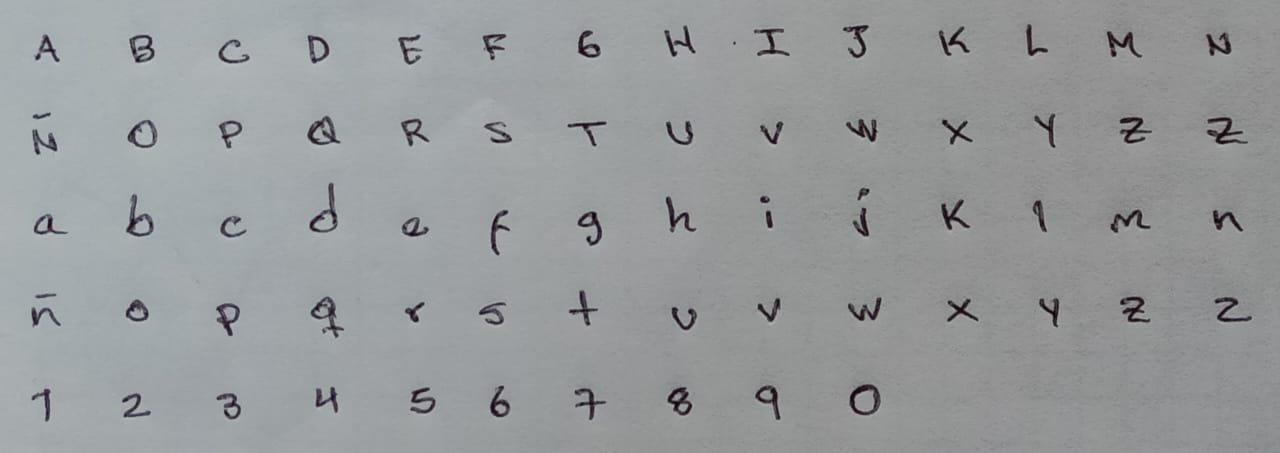 A B C D E F G H I J K L M N
Ñ O P Q R S T U V W X Y Z Z
a b c d e f g h i j k l m n
ñ o p q r s t u v w x y z z
1 2 3 4 5 6 7 8 9 0